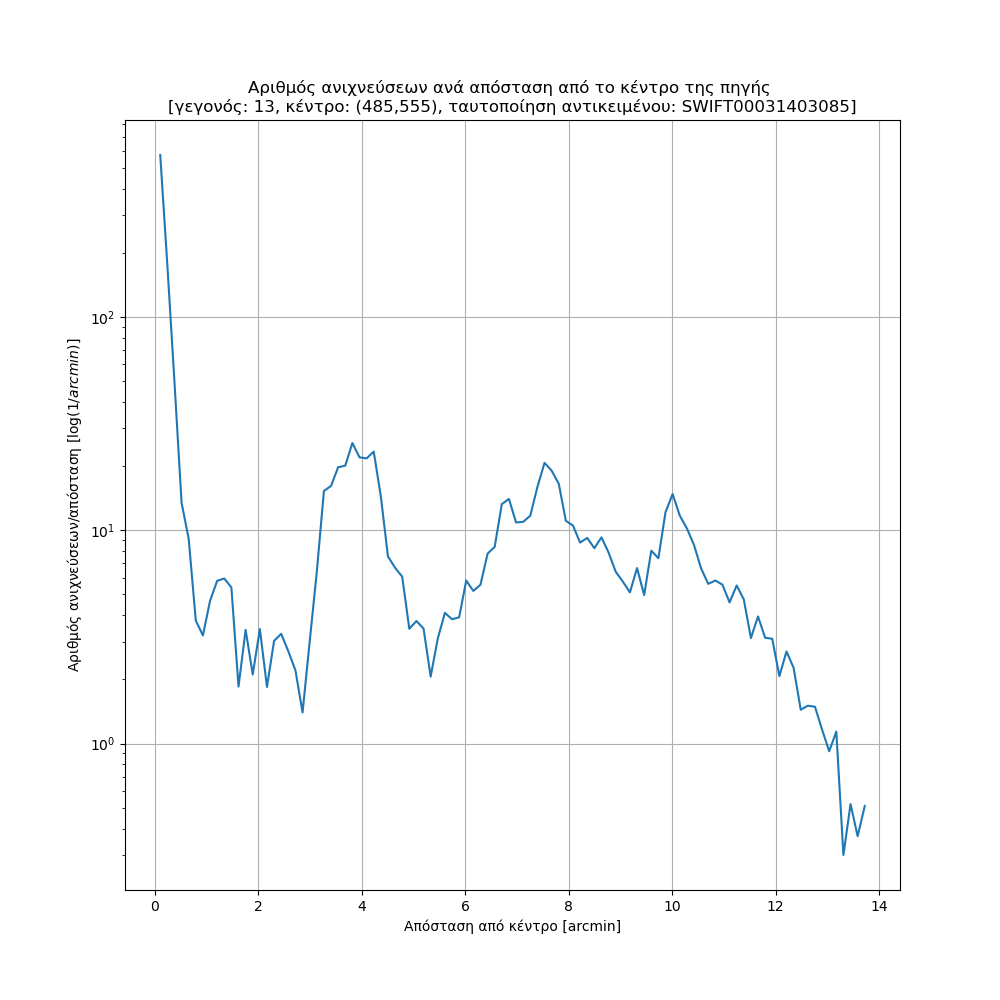 Αριθμός ανιχνεύσεων ανά απόσταση από το κέντρο της πηγής
[γεγονός: 13, κέντρο: (485,555), ταυτοποίηση αντικειμένου: SWIFT00031403085]
Αριθμός ανιχνεύσεων/απόσταση [log(1/arcmin)]
10²
10¹
10⁰
0 2 4 6 8 10 12 14
Απόσταση από κέντρο [arcmin]